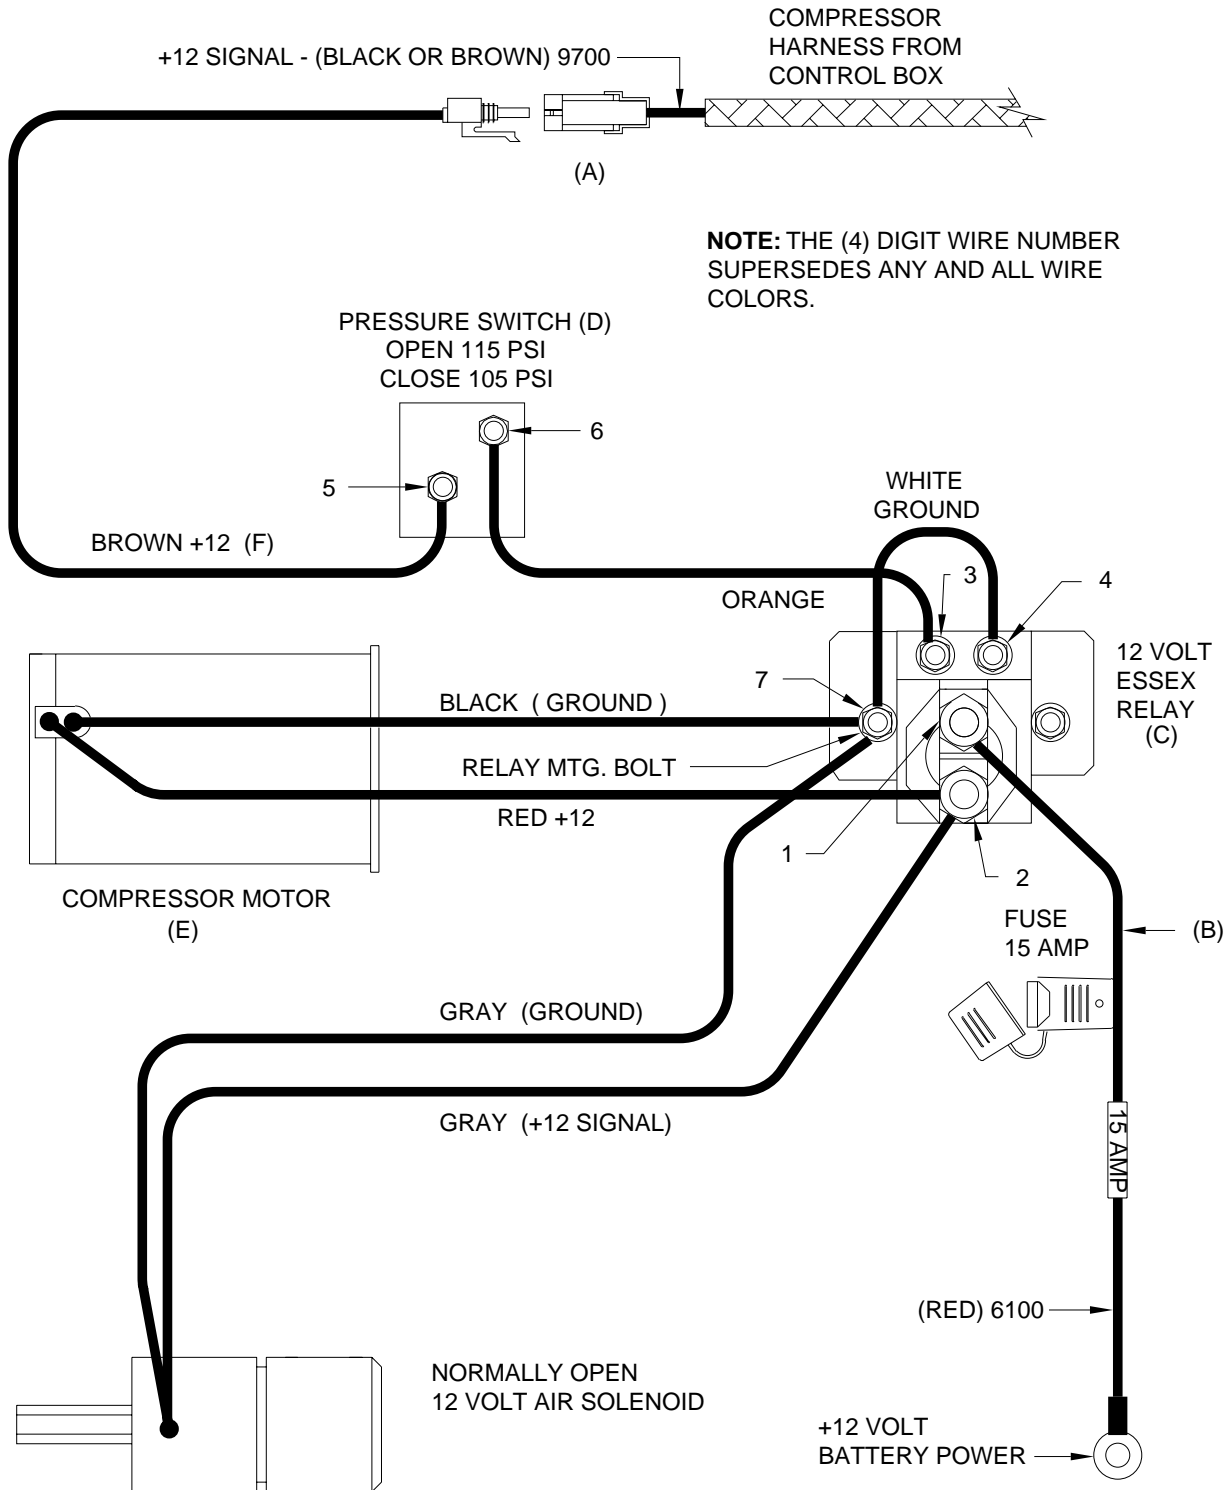 COMPRESSOR
HARNESS FROM
CONTROL BOX
+12 SIGNAL - (BLACK OR BROWN) 9700
(A)
NOTE: THE (4) DIGIT WIRE NUMBER
SUPERSEDES ANY AND ALL WIRE
COLORS.
PRESSURE SWITCH (D)
OPEN 115 PSI
CLOSE 105 PSI
6
5
WHITE
GROUND
BROWN +12 (F)
ORANGE
3
4
12 VOLT
ESSEX
RELAY
(C)
7
BLACK ( GROUND )
RELAY MTG. BOLT
RED +12
1
2
COMPRESSOR MOTOR
(E)
FUSE
15 AMP
(B)
GRAY (GROUND)
GRAY (+12 SIGNAL)
15 AMP
(RED) 6100
NORMALLY OPEN
12 VOLT AIR SOLENOID
+12 VOLT
BATTERY POWER